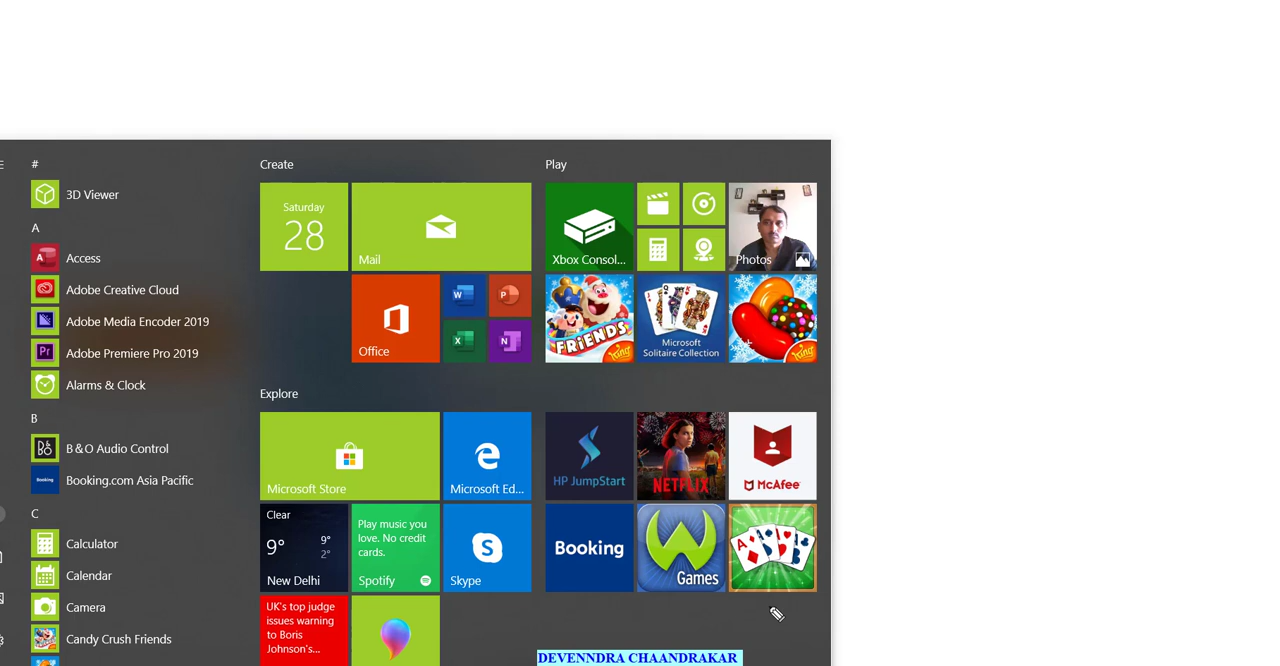 #
3D Viewer
A
Access
Adobe Creative Cloud
Adobe Media Encoder 2019
Adobe Premiere Pro 2019
Alarms & Clock
B
B&O Audio Control
Booking.com Asia Pacific
C
Calculator
Calendar
Camera
Candy Crush Friends
Create
Saturday
28
Mail
Office
Explore
Microsoft Store
Microsoft Ed...
Clear
9°
9°
2°
New Delhi
Play music you
love. No credit
cards.
Spotify
Skype
UK's top judge
issues warning
to Boris
Johnson's...
Play
Xbox Consol...
Photos
FRIENDS
king
Microsoft
Solitaire Collection
king
HP JumpStart
NETFLIX
McAfee
Booking
Games
DEVENNDRA CHAANDRAKAR